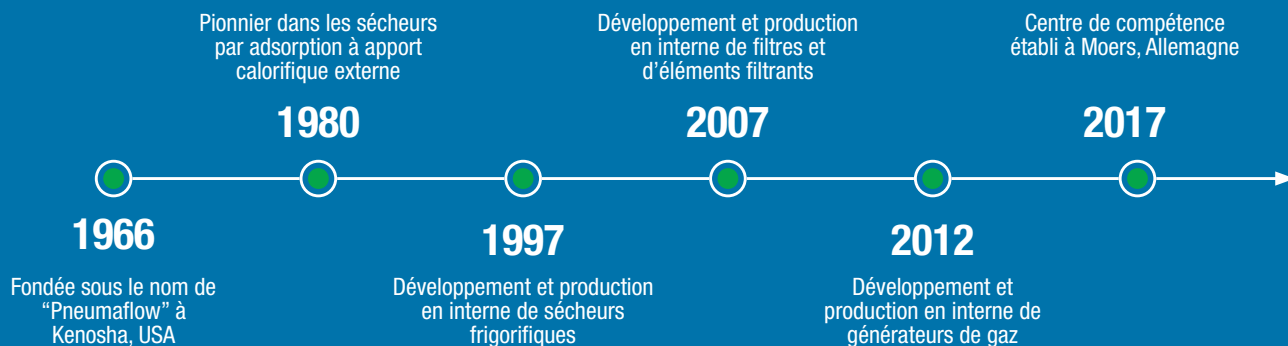 Pionnier dans les sécheurs
par adsorption à apport
calorifique externe
1980
Développement et production
en interne de filtres et
d'éléments filtrants
2007
Centre de compétence
établi à Moers, Allemagne
2017
1966
Fondée sous le nom de
“Pneumaflow” à
Kenosha, USA
1997
Développement et production
en interne de sécheurs
frigorifiques
2012
Développement et
production en interne de
générateurs de gaz